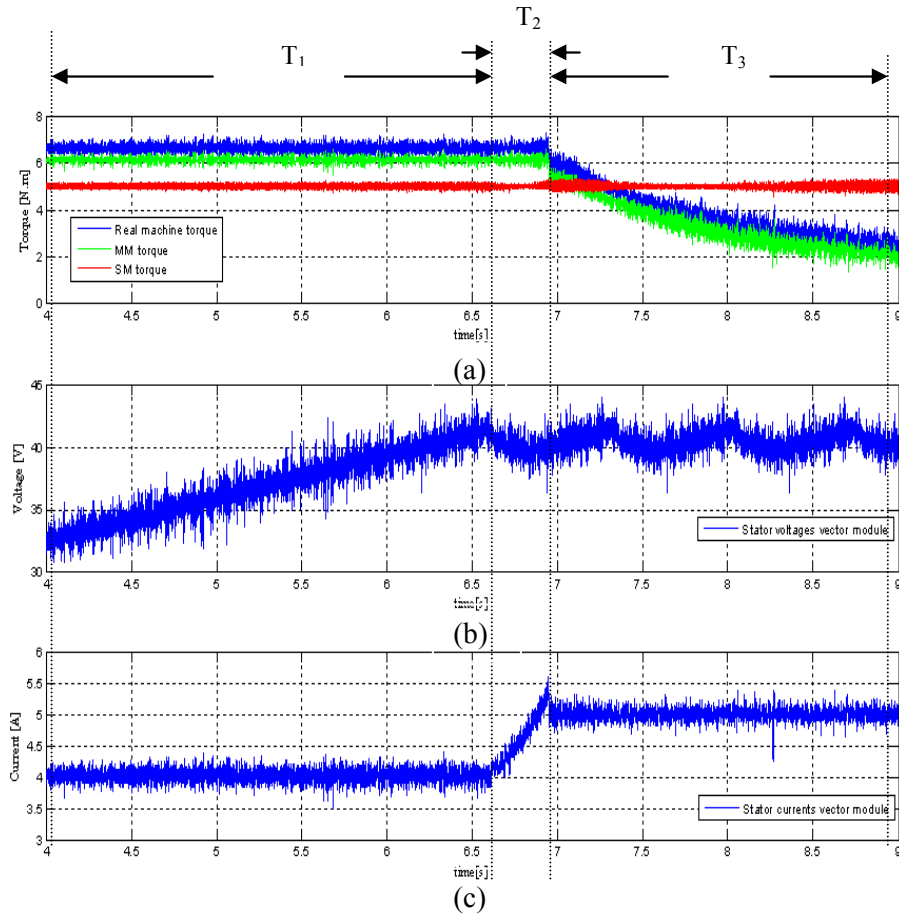 T₂
T₁
T₃
Torque [N.m]
8
6
4
2
0
Real machine torque
MM torque
SM torque
4 4.5 5 5.5 6 6.5 7 7.5 8 8.5 9
time[s]
(a)
Voltage [V]
45
40
35
30
Stator voltages vector module
4 4.5 5 5.5 6 6.5 7 7.5 8 8.5 9
time[s]
(b)
Current [A]
6
5.5
5
4.5
4
3.5
3
Stator currents vector module
4 4.5 5 5.5 6 6.5 7 7.5 8 8.5 9
time[s]
(c)